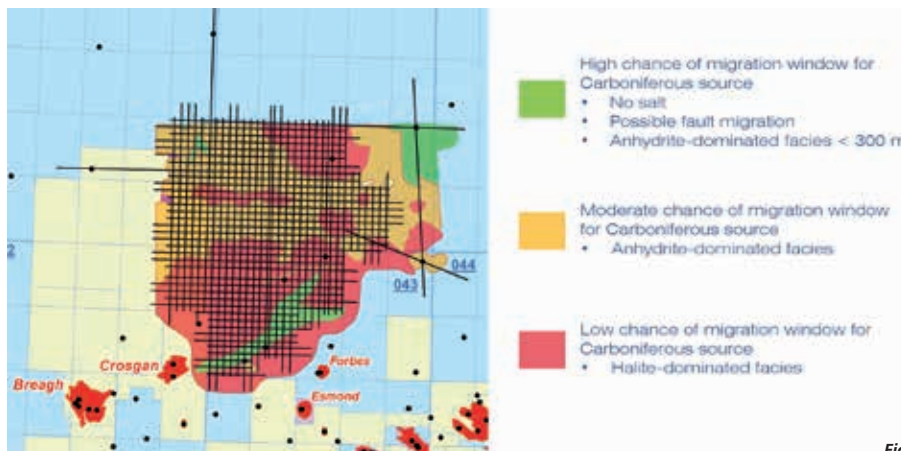 High chance of migration window for
Carboniferous source
• No salt
• Possible fault migration
• Anhydrite-dominated facies < 300 m
Moderate chance of migration window
for Carboniferous source
• Anhydrite-dominated facies
Low chance of migration window for
Carboniferous source
• Halite-dominated facies
2
044
043
Crosgan
Forbes
Breagh
Esmond